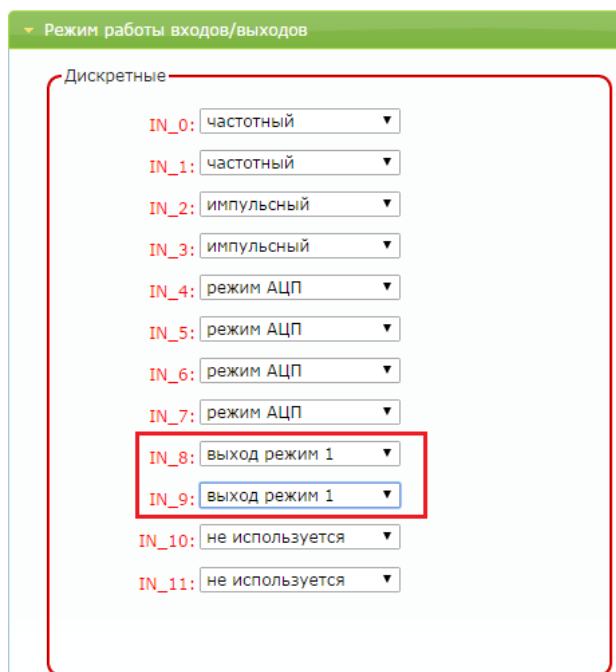 Режим работы входов/выходов
Дискретные
IN_0: частотный
IN_1: частотный
IN_2: импульсный
IN_3: импульсный
IN_4: режим АЦП
IN_5: режим АЦП
IN_6: режим АЦП
IN_7: режим АЦП
IN_8: выход режим 1
IN_9: выход режим 1
IN_10: не используется
IN_11: не используется